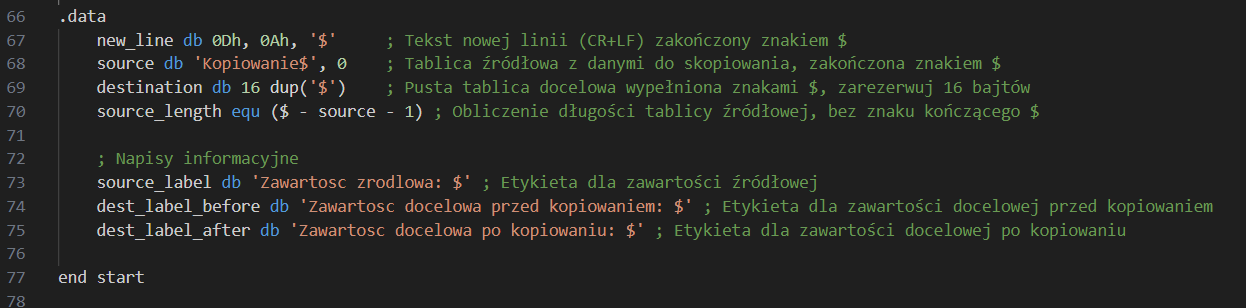 66 .data
67 new_line db 0Dh, 0Ah, '$' ; Tekst nowej linii (CR+LF) zakończony znakiem $
68 source db 'Kopiowanie$', 0 ; Tablica źródłowa z danymi do skopiowania, zakończona znakiem $
69 destination db 16 dup('$') ; Pusta tablica docelowa wypełniona znakami $, zarezerwuj 16 bajtów
70 source_length equ ($ - source - 1) ; Obliczenie długości tablicy źródłowej, bez znaku kończącego $
71
72 ; Napisy informacyjne
73 source_label db 'Zawartosc zrodlowa: $' ; Etykieta dla zawartości źródłowej
74 dest_label_before db 'Zawartosc docelowa przed kopiowaniem: $' ; Etykieta dla zawartości docelowej przed kopiowaniem
75 dest_label_after db 'Zawartosc docelowa po kopiowaniu: $' ; Etykieta dla zawartości docelowej po kopiowaniu
76
77 end start
78